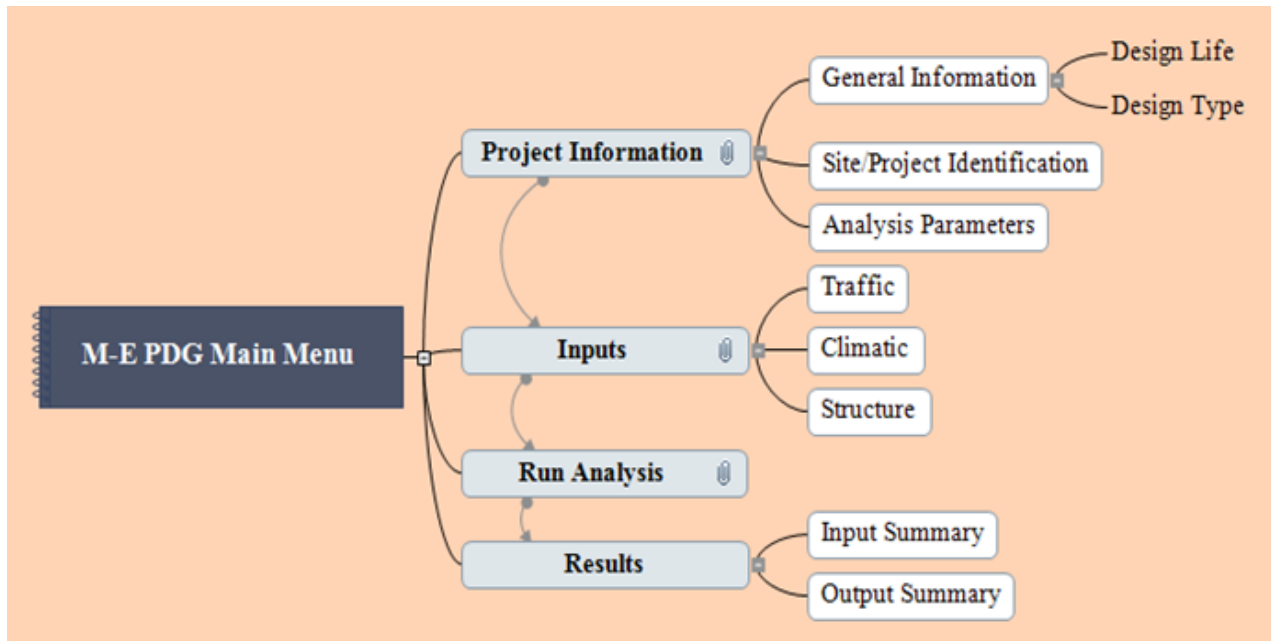 M-E PDG Main Menu
Project Information
General Information
Design Life
Design Type
Site/Project Identification
Analysis Parameters
Inputs
Traffic
Climatic
Structure
Run Analysis
Results
Input Summary
Output Summary